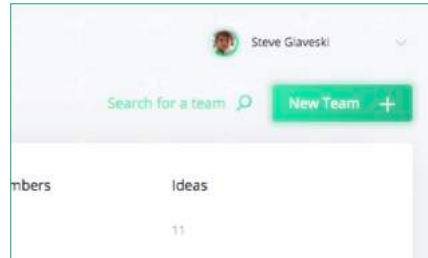 Steve Glaveski
Search for a team
New Team +
mbers
Ideas
11